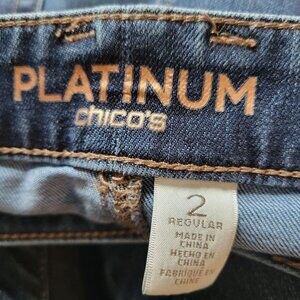 PLATINUM
chico's
2
REGULAR
MADE IN
CHINA
HECHO EN
CHINA
FABRIQUÉ EN
CHINE